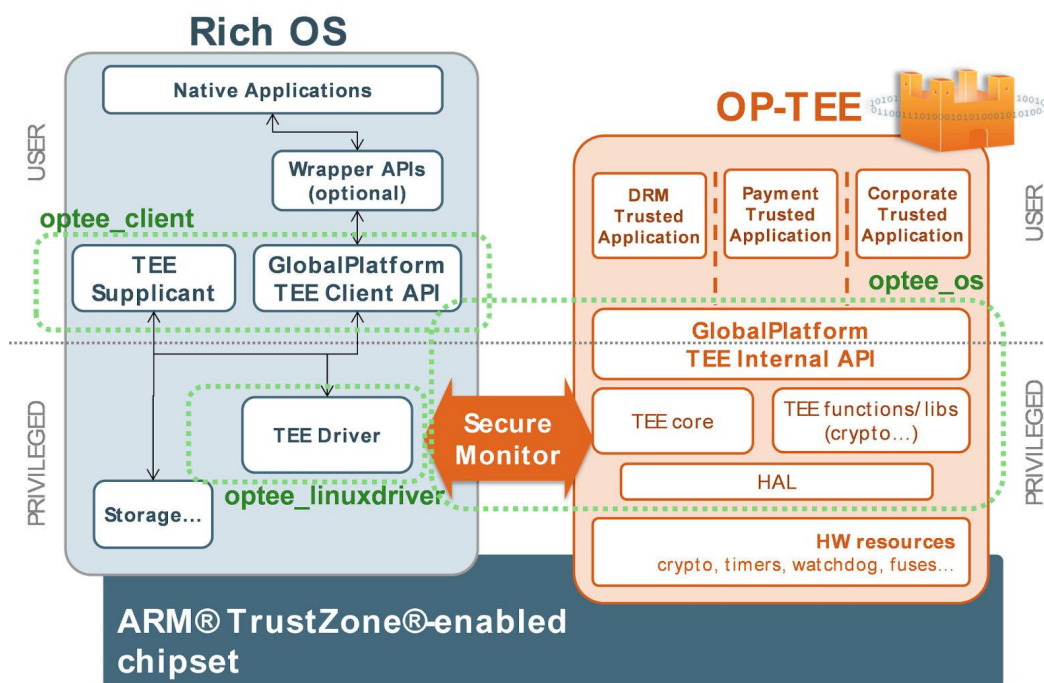 Rich OS
Native Applications
Wrapper APIs
(optional)
optee_client
TEE
Supplicant
GlobalPlatform
TEE Client API
TEE Driver
optee_linuxdriver
Storage...
USER
PRIVILEGED
Secure
Monitor
OP-TEE
DRM
Trusted
Application
Payment
Trusted
Application
Corporate
Trusted
Application
optee_os
GlobalPlatform
TEE Internal API
TEE core
TEE functions/libs
(crypto...)
HAL
HW resources
crypto, timers, watchdog, fuses...
USER
PRIVILEGED
ARM® TrustZone®-enabled
chipset